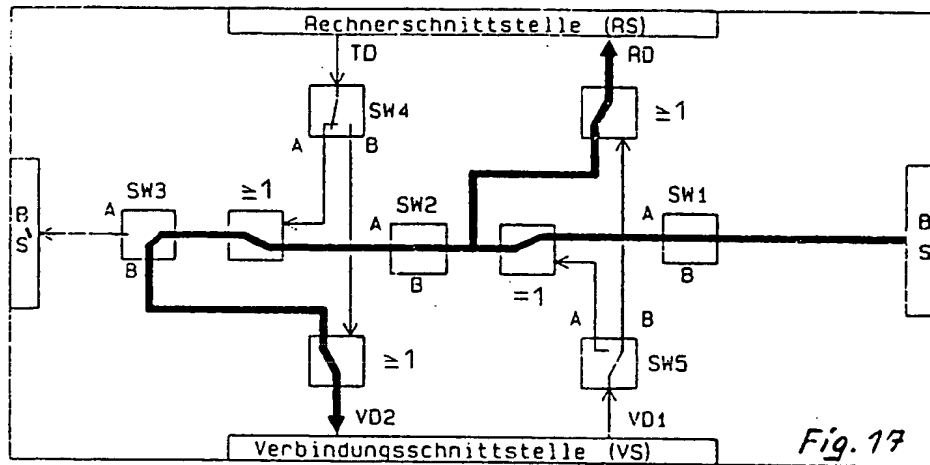 Rechnerschnittstelle (RS)
TD
RD
SW4
≥1
A
B
SW3
≥1
SW2
SW1
A
A
A
B
S'
B
S
B
B
B
=1
A
B
≥1
SW5
VD2
VD1
Verbindungsschnittstelle (VS)
Fig. 17